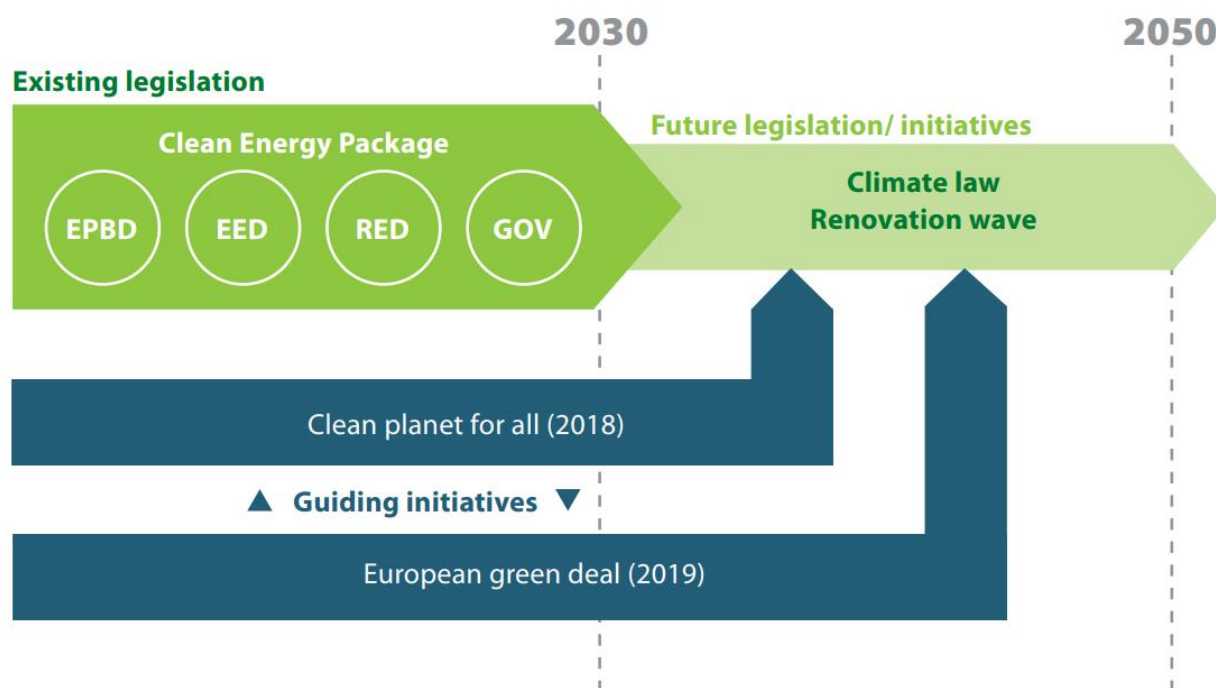 2030
2050
Existing legislation
Clean Energy Package
EPBD
EED
RED
GOV
Future legislation/ initiatives
Climate law
Renovation wave
Clean planet for all (2018)
▲ Guiding initiatives ▼
European green deal (2019)